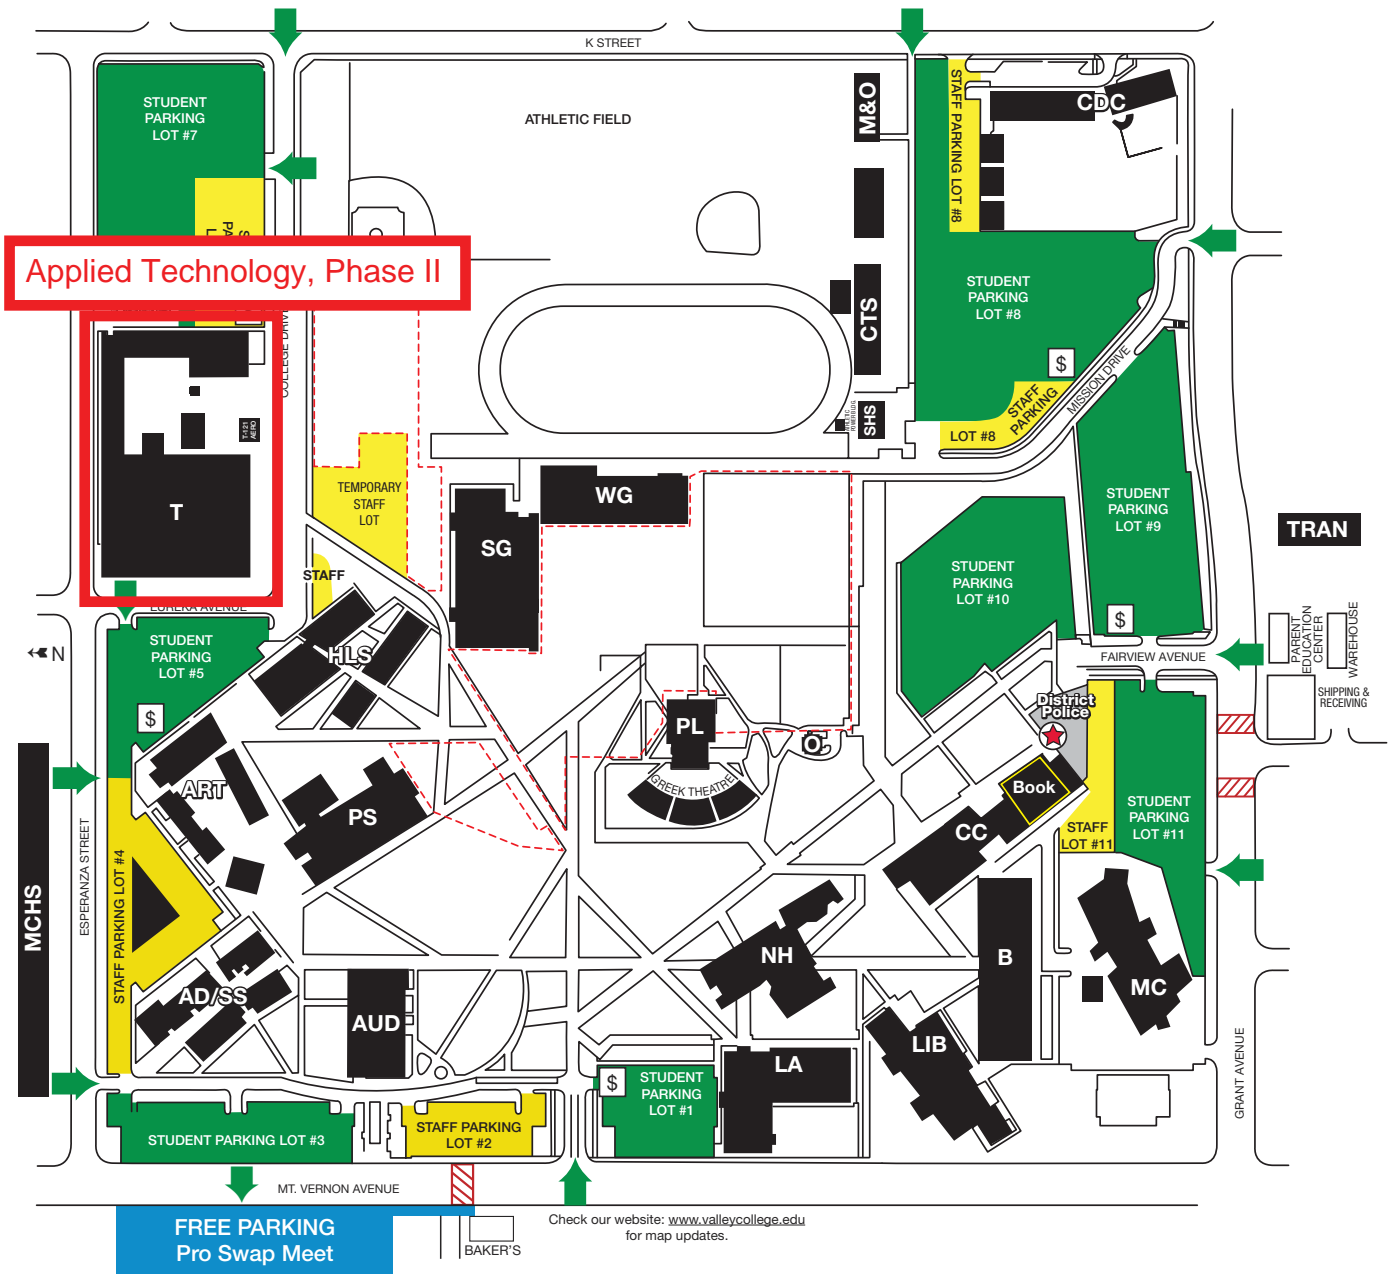 K STREET
STUDENT
PARKING
LOT #7
ATHLETIC FIELD
M&O
STAFF PARKING LOT #8
CDC
Applied Technology, Phase II
COLLEGE DRIVE
STUDENT
PARKING
LOT #8
CTS
$
MISSION DRIVE
STAFF
PARKING
LOT #8
SHS
T-121
AERO
T
TEMPORARY
STAFF
LOT
WG
SG
STUDENT
PARKING
LOT #9
TRAN
STUDENT
PARKING
LOT #10
STAFF
EUREKA AVENUE
$
PARENT
EDUCATION
CENTER
WAREHOUSE
N
STUDENT
PARKING
LOT #5
$
HLS
FAIRVIEW AVENUE
SHIPPING &
RECEIVING
District
Police
PL
OC
GREEK THEATRE
ART
PS
Book
CC
STAFF
LOT #11
STUDENT
PARKING
LOT #11
MCHS
ESPERANZA STREET
STAFF PARKING LOT #4
AD/SS
AUD
NH
B
MC
LIB
LA
GRANT AVENUE
$
STUDENT
PARKING
LOT #1
STUDENT PARKING LOT #3
STAFF PARKING
LOT #2
MT. VERNON AVENUE
FREE PARKING
Pro Swap Meet
BAKER'S
Check our website: www.valleycollege.edu
for map updates.